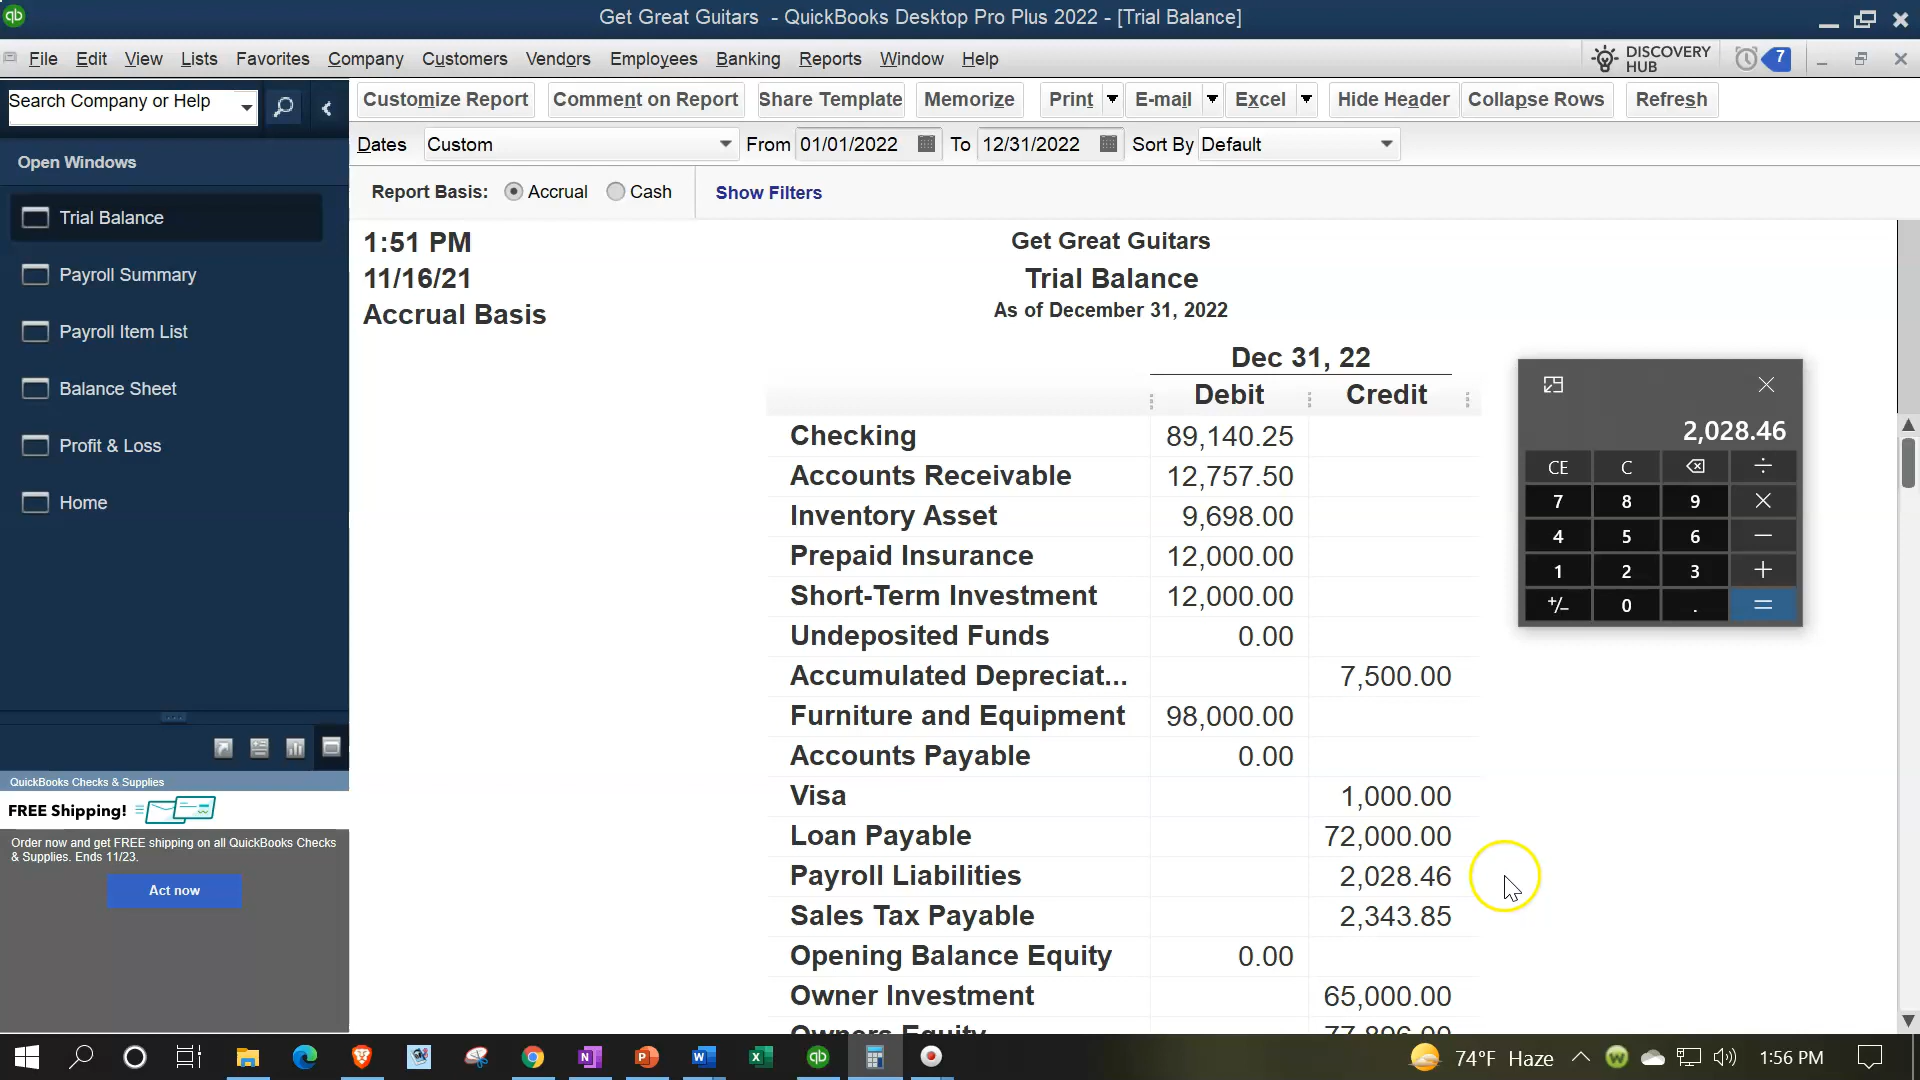 qb Get Great Guitars - QuickBooks Desktop Pro Plus 2022 - [Trial Balance]
File Edit View Lists Favorites Company Customers Vendors Employees Banking Reports Window Help
DISCOVERY
HUB
7
Search Company or Help
Customize Report Comment on Report Share Template Memorize Print E-mail Excel Hide Header Collapse Rows Refresh
Dates Custom From 01/01/2022 To 12/31/2022 Sort By Default
Report Basis: Accrual Cash Show Filters
Open Windows
Trial Balance
Payroll Summary
Payroll Item List
Balance Sheet
Profit & Loss
Home
QuickBooks Checks & Supplies
FREE Shipping!
Order now and get FREE shipping on all QuickBooks Checks
& Supplies. Ends 11/23.
Act now
1:51 PM
11/16/21
Accrual Basis
Get Great Guitars
Trial Balance
As of December 31, 2022
Dec 31, 22
Debit Credit
Checking 89,140.25
Accounts Receivable 12,757.50
Inventory Asset 9,698.00
Prepaid Insurance 12,000.00
Short-Term Investment 12,000.00
Undeposited Funds 0.00
Accumulated Depreciat... 7,500.00
Furniture and Equipment 98,000.00
Accounts Payable 0.00
Visa 1,000.00
Loan Payable 72,000.00
Payroll Liabilities 2,028.46
Sales Tax Payable 2,343.85
Opening Balance Equity 0.00
Owner Investment 65,000.00
Owners Equity 77,896.00
2,028.46
CE C ⌫ ÷
7 8 9 ×
4 5 6 −
1 2 3 +
+/− 0 . =
74°F Haze 1:56 PM